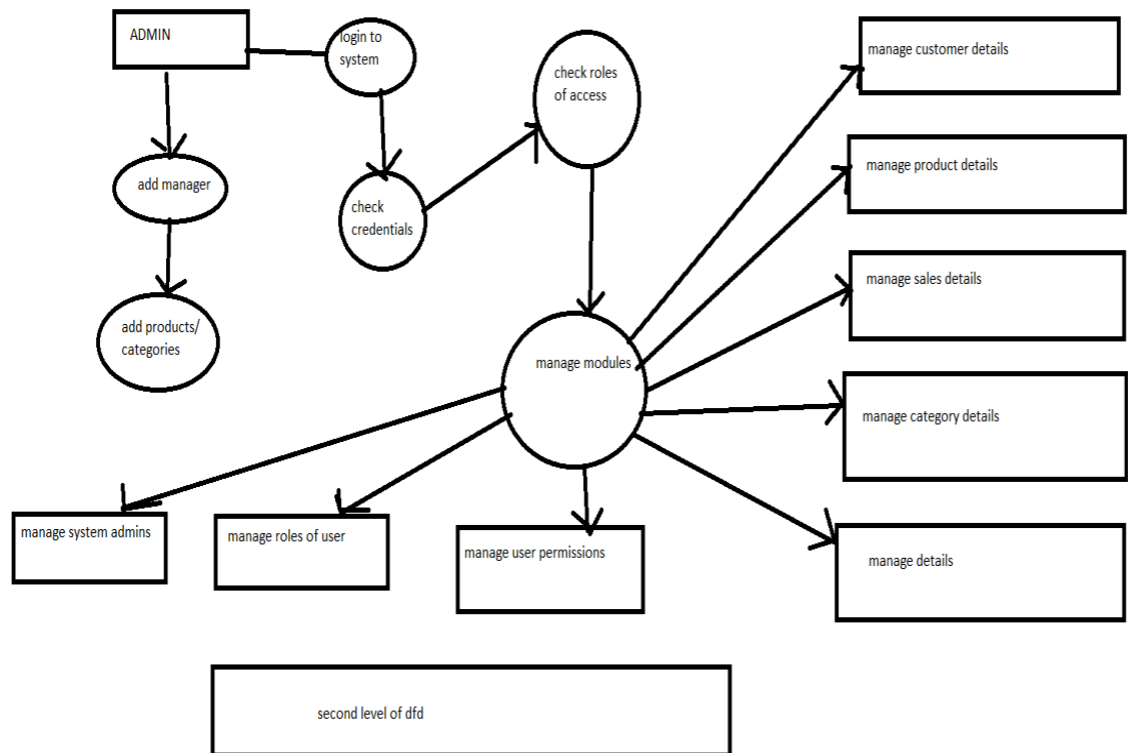 ADMIN
login to
system
check roles
of access
manage customer details
add manager
check
credentials
manage product details
add products/
categories
manage modules
manage sales details
manage category details
manage system admins
manage roles of user
manage user permissions
manage details
second level of dfd